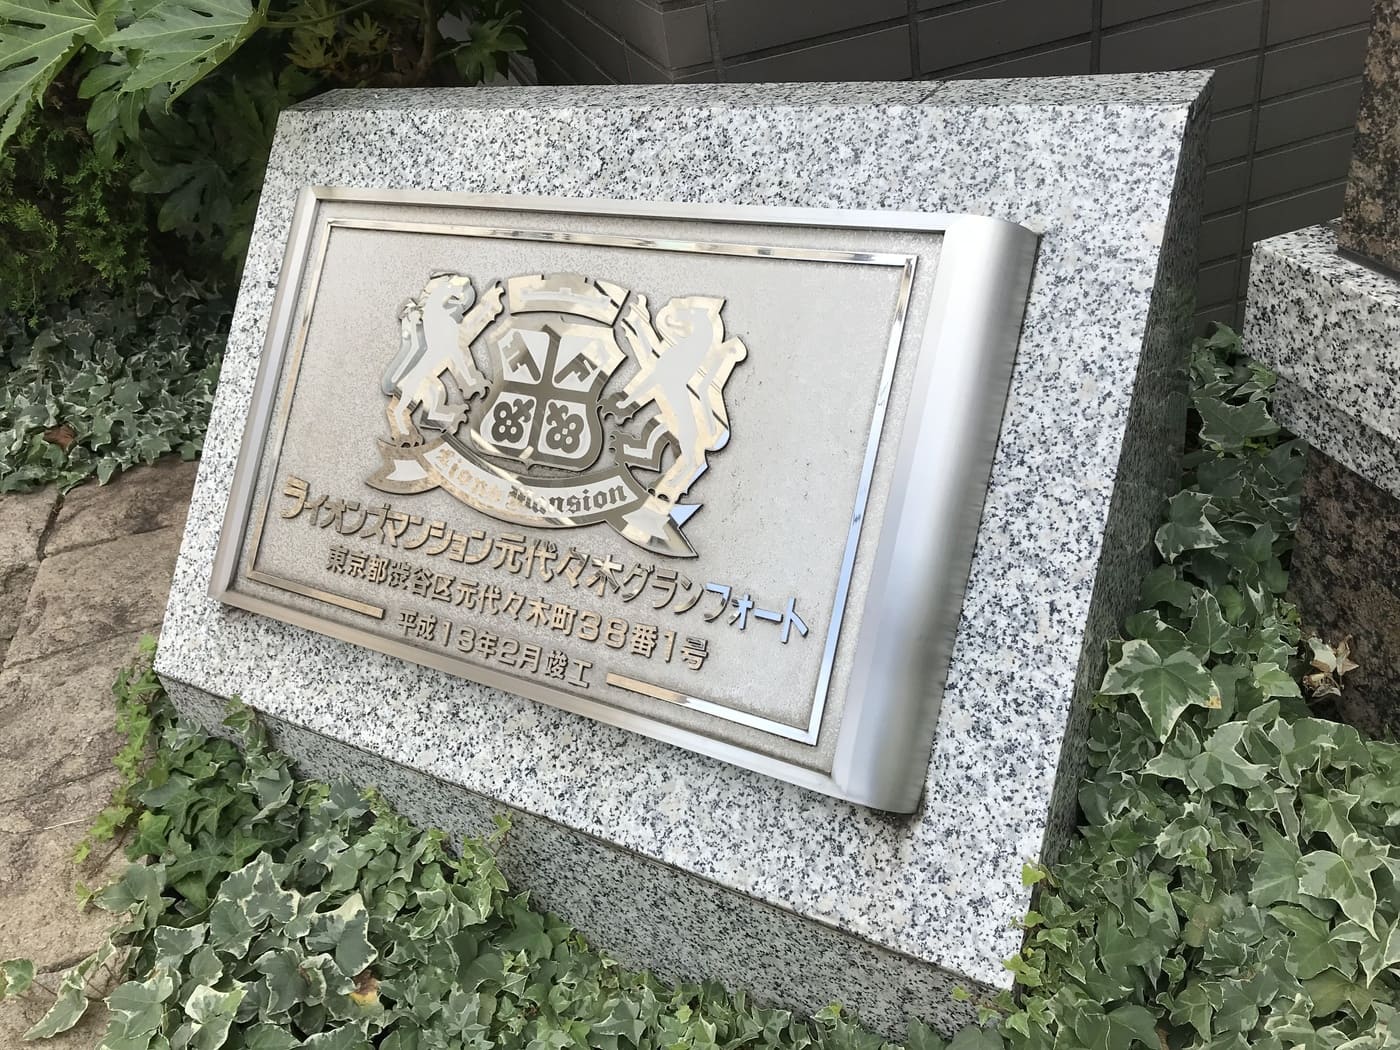 Lions Mansion
ライオンズマンション元代々木グランフォート
東京都渋谷区元代々木町38番1号
平成13年2月竣工